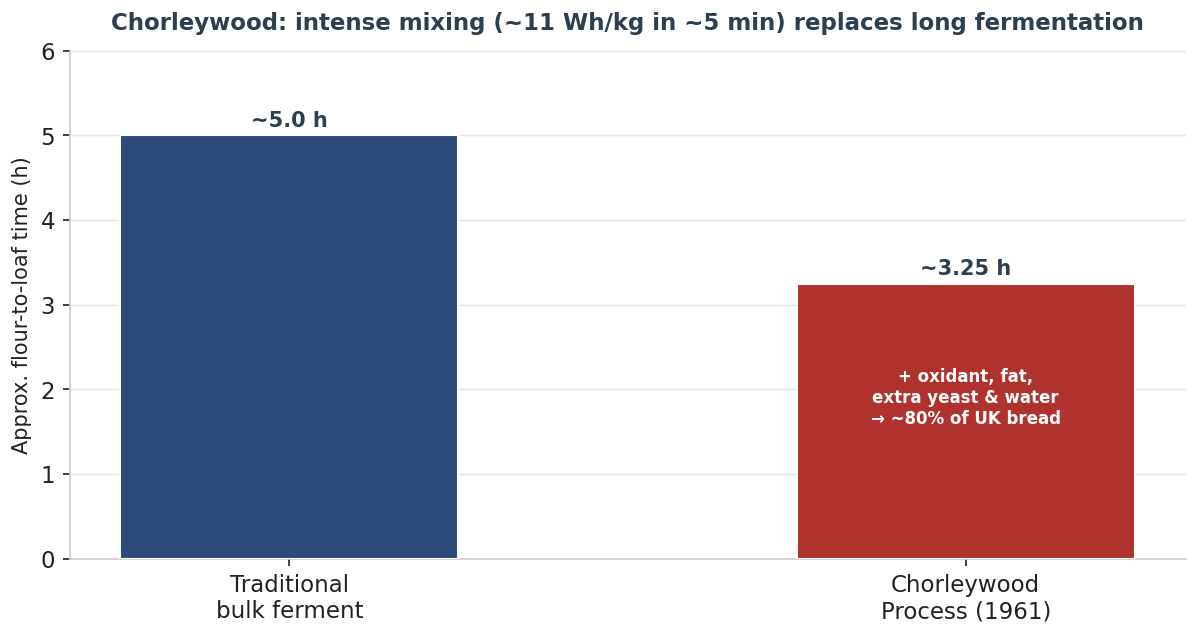 Chorleywood: intense mixing (~11 Wh/kg in ~5 min) replaces long fermentation
Approx. flour-to-loaf time (h)
6
5
4
3
2
1
0
~5.0 h
~3.25 h
+ oxidant, fat,
extra yeast & water
→ ~80% of UK bread
Traditional
bulk ferment
Chorleywood
Process (1961)